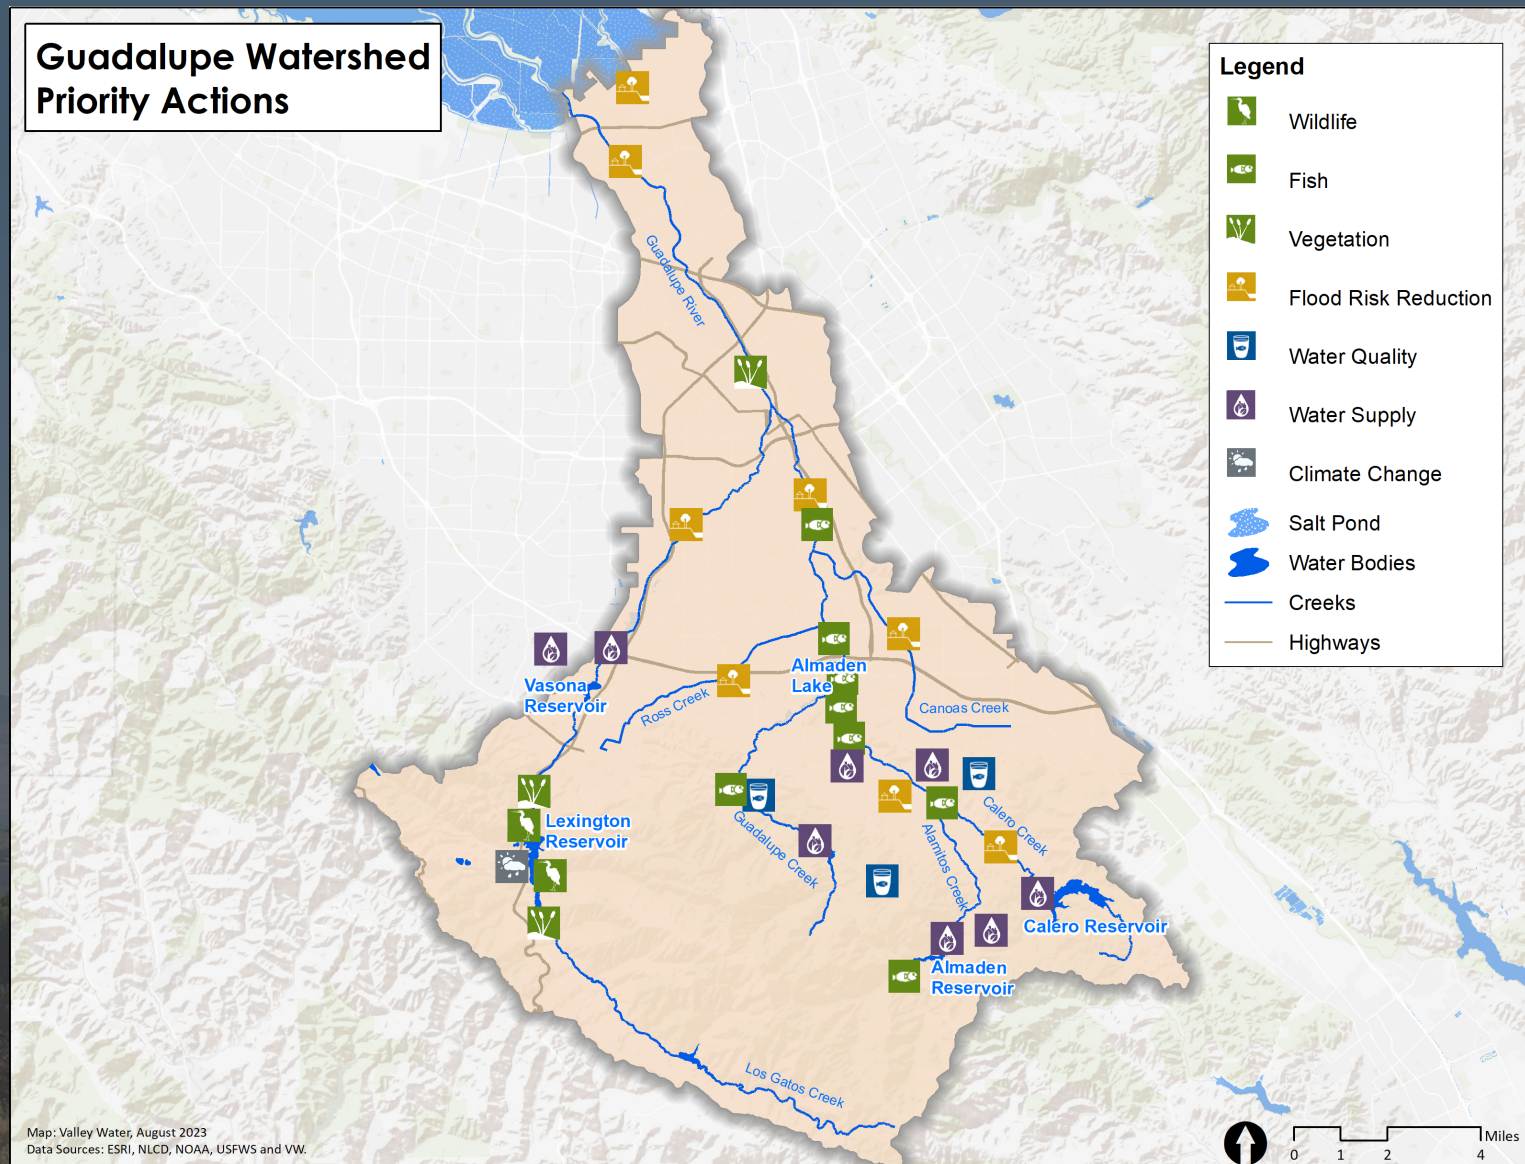 Guadalupe Watershed
Priority Actions
Legend
Wildlife
Fish
Vegetation
Flood Risk Reduction
Water Quality
Water Supply
Climate Change
Salt Pond
Water Bodies
Creeks
Highways
Guadalupe River
Almaden
Lake
Vasona
Reservoir
Ross Creek
Canoas Creek
Lexington
Reservoir
Guadalupe Creek
Alamitos Creek
Calero Creek
Calero Reservoir
Almaden
Reservoir
Los Gatos Creek
Map: Valley Water, August 2023
Data Sources: ESRI, NLCD, NOAA, USFWS and VW.
Miles
0 1 2 4